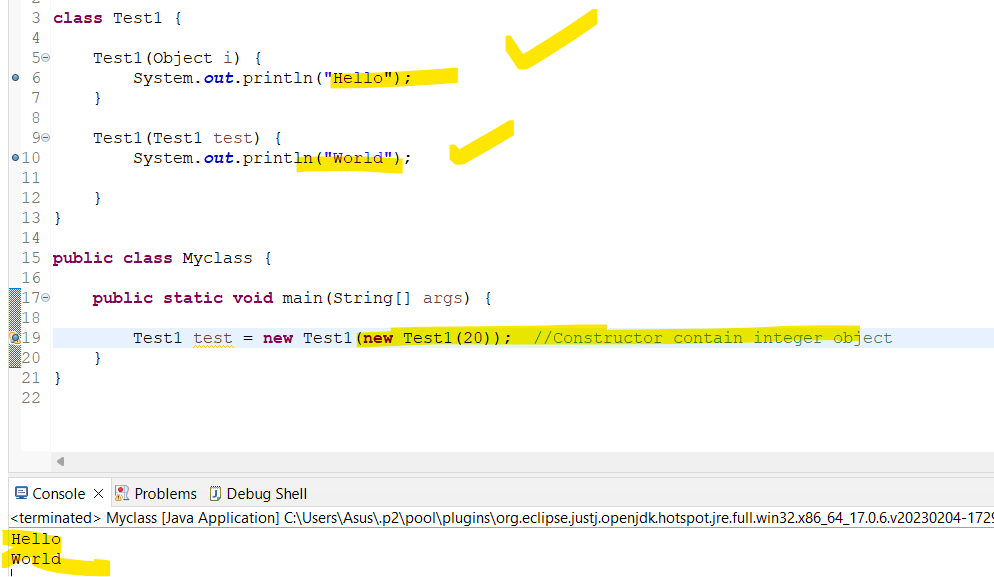 2
3 class Test1 {
4
5 Test1(Object i) {
6 System.out.println("Hello");
7 }
8
9 Test1(Test1 test) {
10 System.out.println("World");
11
12 }
13 }
14
15 public class Myclass {
16
17 public static void main(String[] args) {
18
19 Test1 test = new Test1(new Test1(20)); //Constructor contain integer object
20 }
21 }
22
Console Problems Debug Shell
<terminated> Myclass [Java Application] C:\Users\Asus\.p2\pool\plugins\org.eclipse.justj.openjdk.hotspot.jre.full.win32.x86_64_17.0.6.v20230204-1729
Hello
World